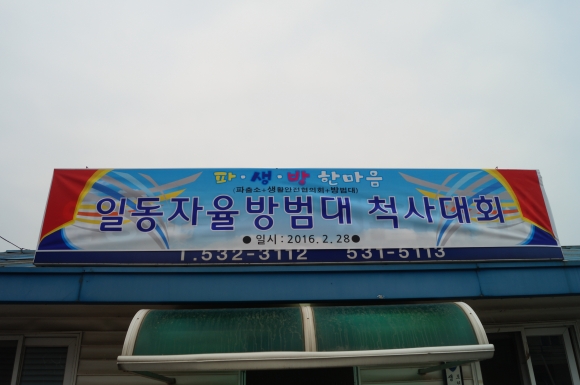 파·생·방 한마음
(파출소+생활안전협의회+방범대)
일동자율방범대 척사대회
● 일시 : 2016. 2. 28 ●
T.532-3112 531-5113